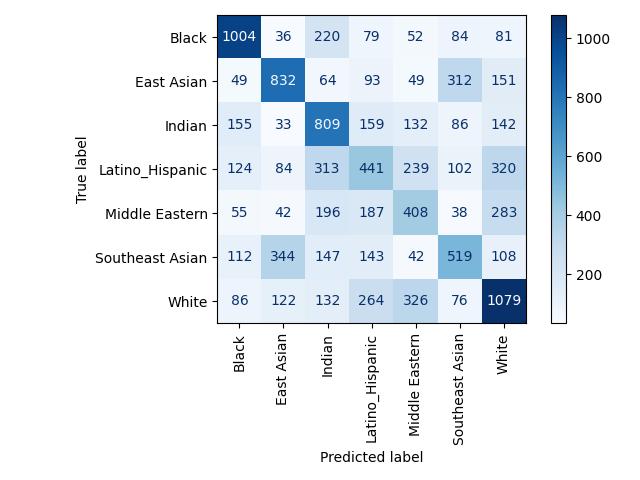 Black 1004 36 220 79 52 84 81
East Asian 49 832 64 93 49 312 151
Indian 155 33 809 159 132 86 142
Latino_Hispanic 124 84 313 441 239 102 320
Middle Eastern 55 42 196 187 408 38 283
Southeast Asian 112 344 147 143 42 519 108
White 86 122 132 264 326 76 1079
True label
Black
East Asian
Indian
Latino_Hispanic
Middle Eastern
Southeast Asian
White
Predicted label
1000
800
600
400
200